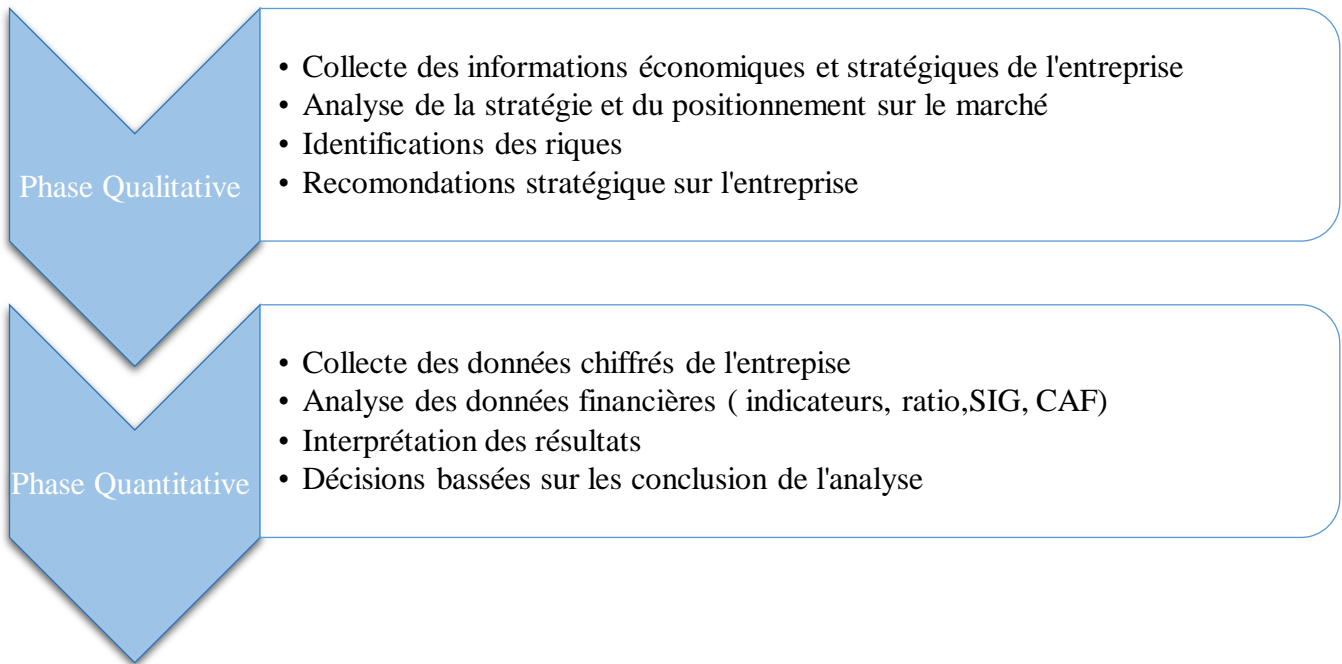 Phase Qualitative
• Collecte des informations économiques et stratégiques de l'entreprise
• Analyse de la stratégie et du positionnement sur le marché
• Identifications des riques
• Recomondations stratégique sur l'entreprise
Phase Quantitative
• Collecte des données chiffrés de l'entrepise
• Analyse des données financières ( indicateurs, ratio,SIG, CAF)
• Interprétation des résultats
• Décisions bassées sur les conclusion de l'analyse